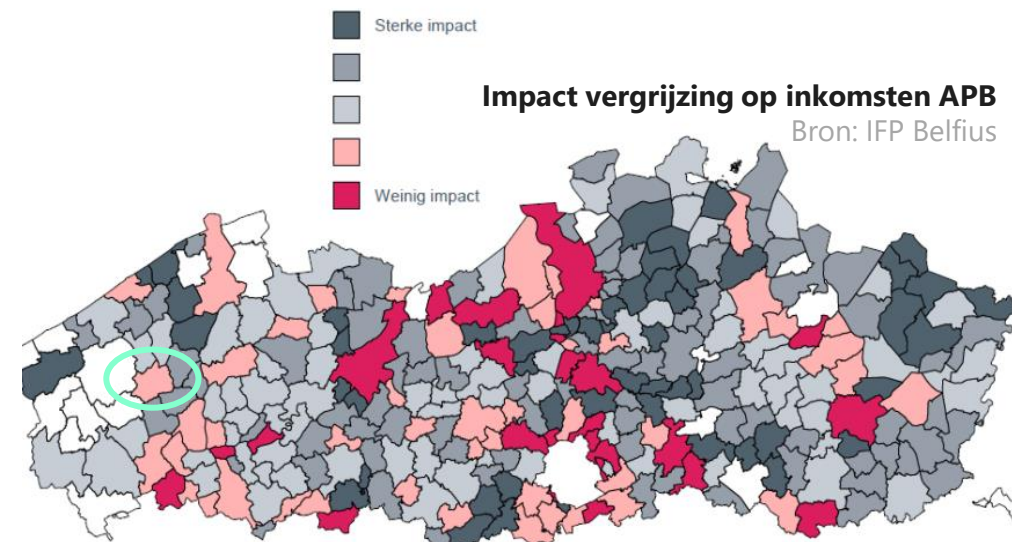 Sterke impact
Impact vergrijzing op inkomsten APB
Bron: IFP Belfius
Weinig impact